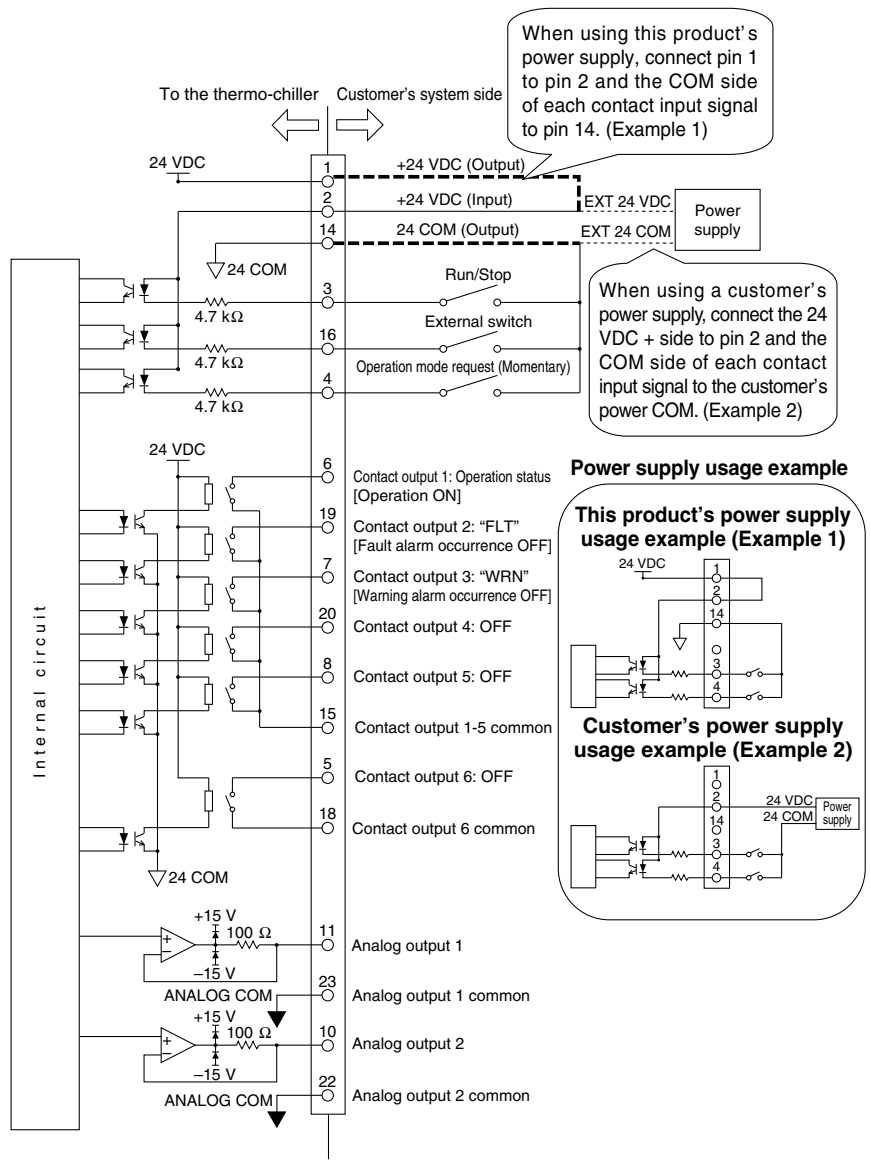 When using this product's
power supply, connect pin 1
to pin 2 and the COM side
of each contact input signal
to pin 14. (Example 1)
To the thermo-chiller
Customer's system side
24 VDC
1
+24 VDC (Output)
2
+24 VDC (Input)
EXT 24 VDC
Power
supply
14
24 COM (Output)
EXT 24 COM
24 COM
Run/Stop
3
4.7 kΩ
External switch
16
4.7 kΩ
Operation mode request (Momentary)
4
4.7 kΩ
When using a customer's
power supply, connect the 24
VDC + side to pin 2 and the
COM side of each contact
input signal to the customer's
power COM. (Example 2)
24 VDC
6
Contact output 1: Operation status
[Operation ON]
19
Contact output 2: "FLT"
[Fault alarm occurrence OFF]
7
Contact output 3: "WRN"
[Warning alarm occurrence OFF]
20
Contact output 4: OFF
8
Contact output 5: OFF
15
Contact output 1-5 common
5
Contact output 6: OFF
18
Contact output 6 common
24 COM
Internal circuit
+15 V
100 Ω
11
Analog output 1
+
−
−15 V
ANALOG COM
23
Analog output 1 common
+15 V
100 Ω
10
Analog output 2
+
−
−15 V
ANALOG COM
22
Analog output 2 common
Power supply usage example
This product's power supply
usage example (Example 1)
24 VDC
1
2
14
3
4
Customer's power supply
usage example (Example 2)
1
2
24 VDC
14
24 COM
Power
supply
3
4